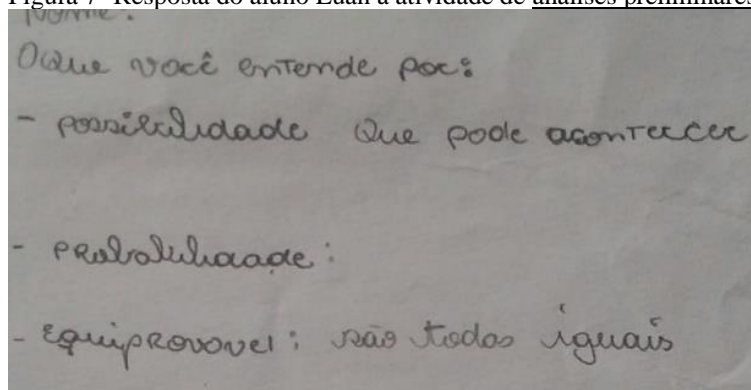 Figura 7- Resposta do aluno Luan à atividade de análises preliminares
Nome:
O que você entende por:
- possibilidade Que pode acontecer
- probabilidade:
- equiprovovel: são todas iguais